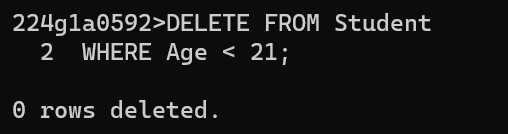 224g1a0592>DELETE FROM Student
  2  WHERE Age < 21;
0 rows deleted.